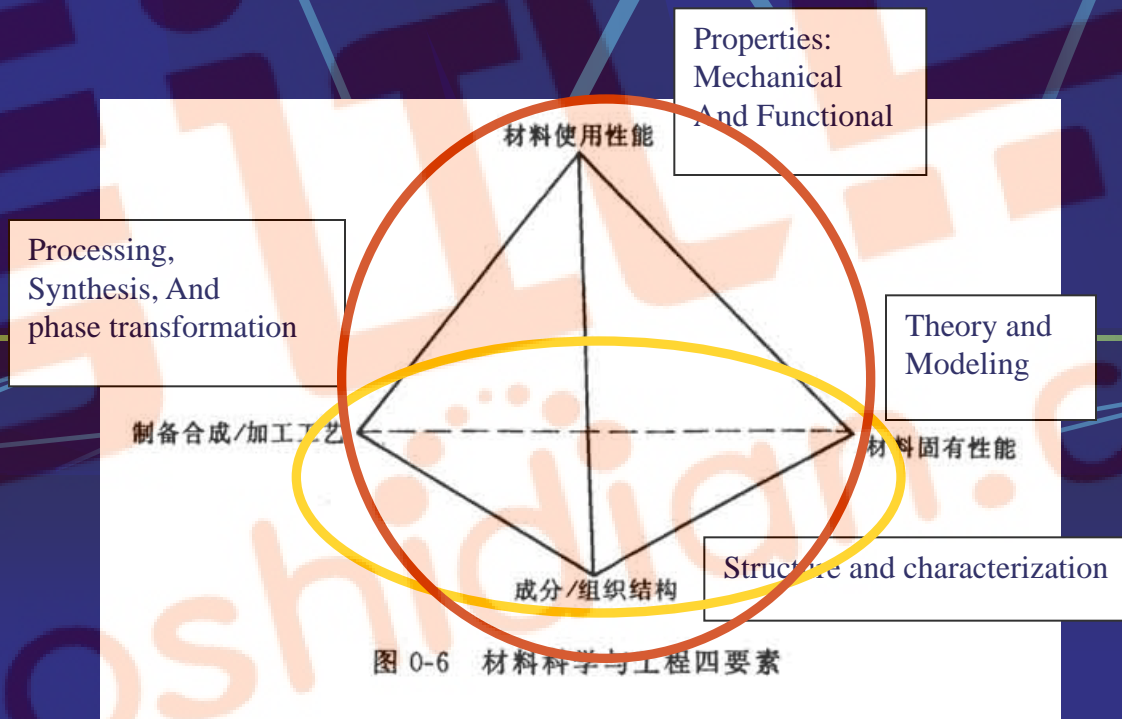 Properties:
Mechanical
And Functional
材料使用性能
Processing,
Synthesis, And
phase transformation
Theory and
Modeling
制备合成/加工工艺
材料固有性能
Structure and characterization
成分/组织结构
图 0-6 材料科学与工程四要素
oshidian.c